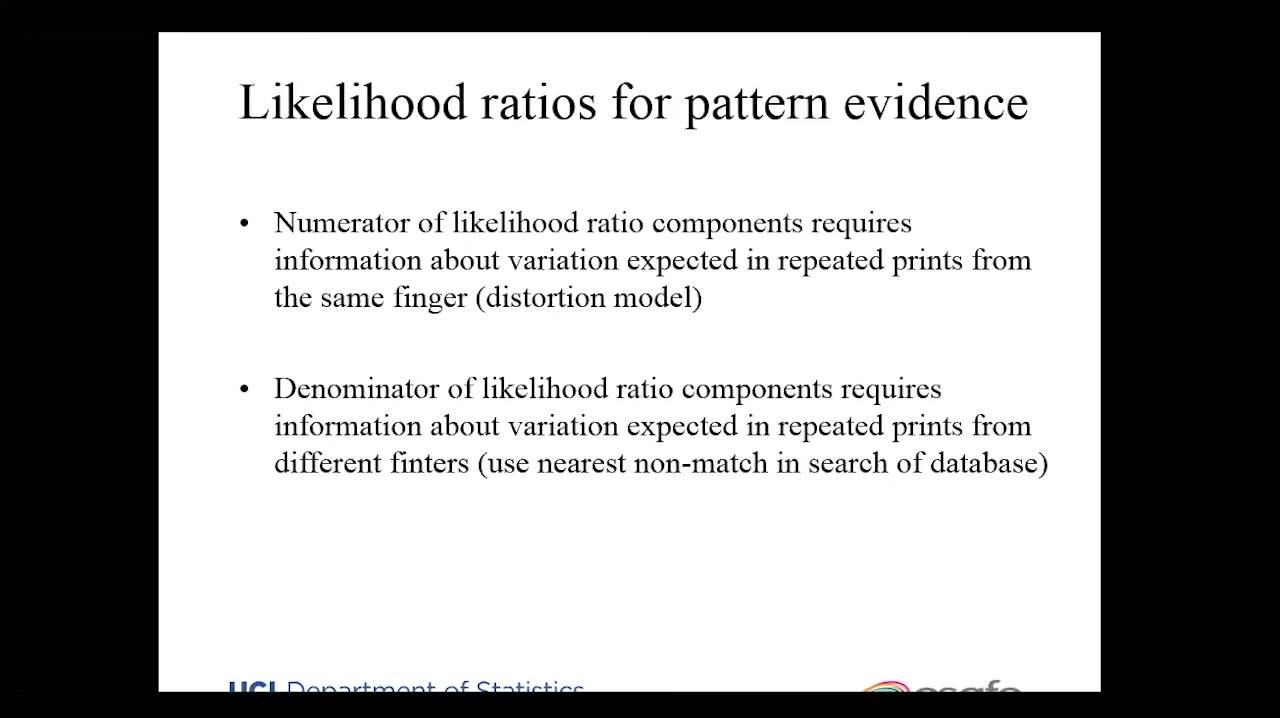 Likelihood ratios for pattern evidence
• Numerator of likelihood ratio components requires
information about variation expected in repeated prints from
the same finger (distortion model)
• Denominator of likelihood ratio components requires
information about variation expected in repeated prints from
different finters (use nearest non-match in search of database)
UCI Department of Statistics
csafe